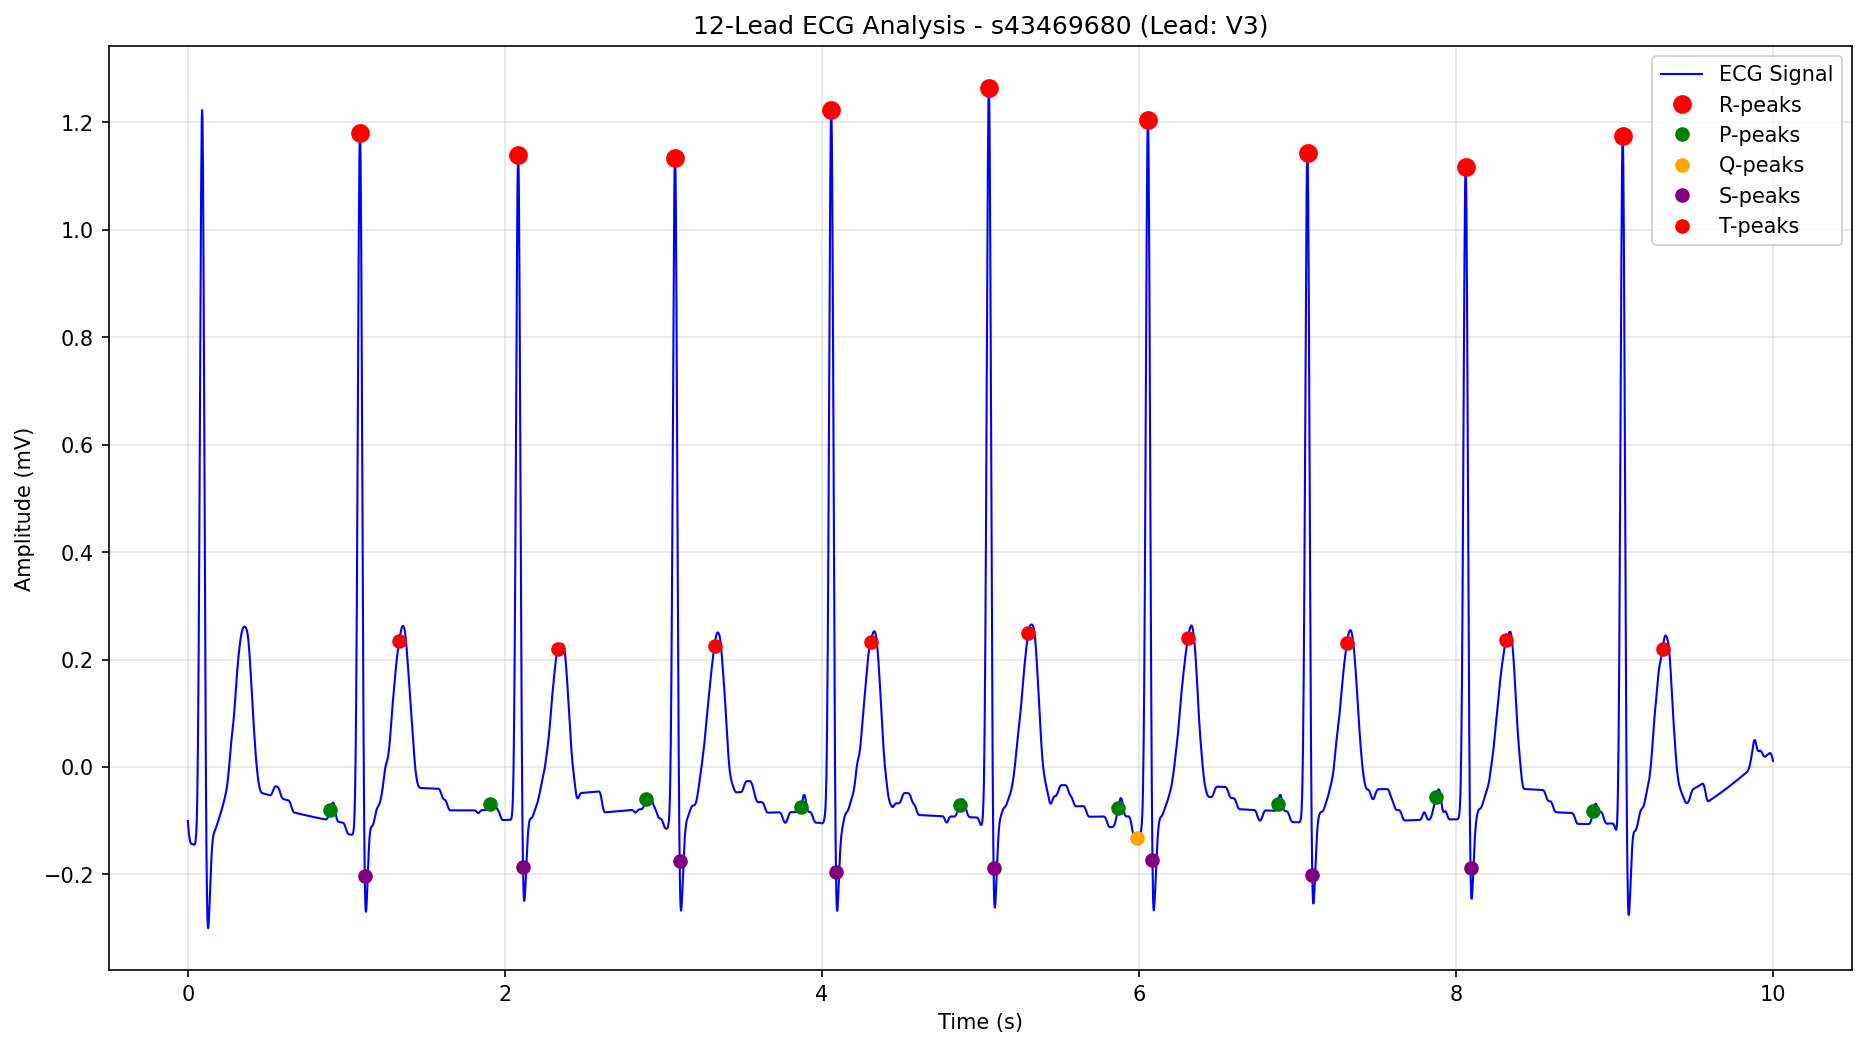 12-Lead ECG Analysis - s43469680 (Lead: V3)
ECG Signal
R-peaks
P-peaks
Q-peaks
S-peaks
T-peaks
1.2
1.0
0.8
0.6
0.4
0.2
0.0
−0.2
Amplitude (mV)
0 2 4 6 8 10
Time (s)